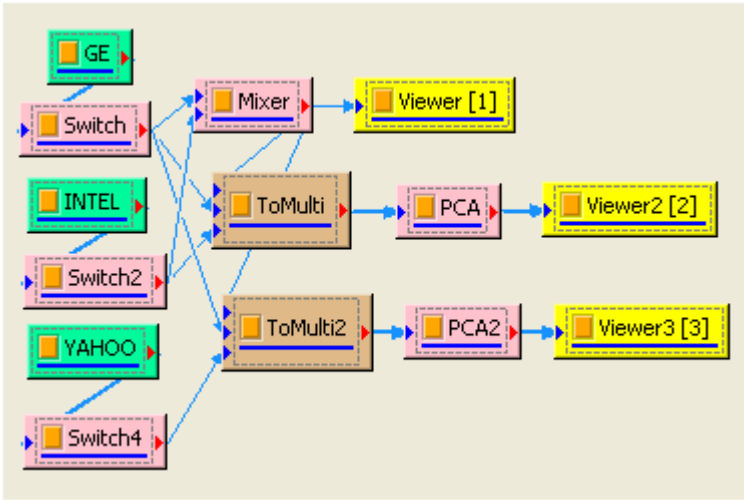 GE
Switch
Mixer
Viewer [1]
INTEL
ToMulti
PCA
Viewer2 [2]
Switch2
YAHOO
ToMulti2
PCA2
Viewer3 [3]
Switch4